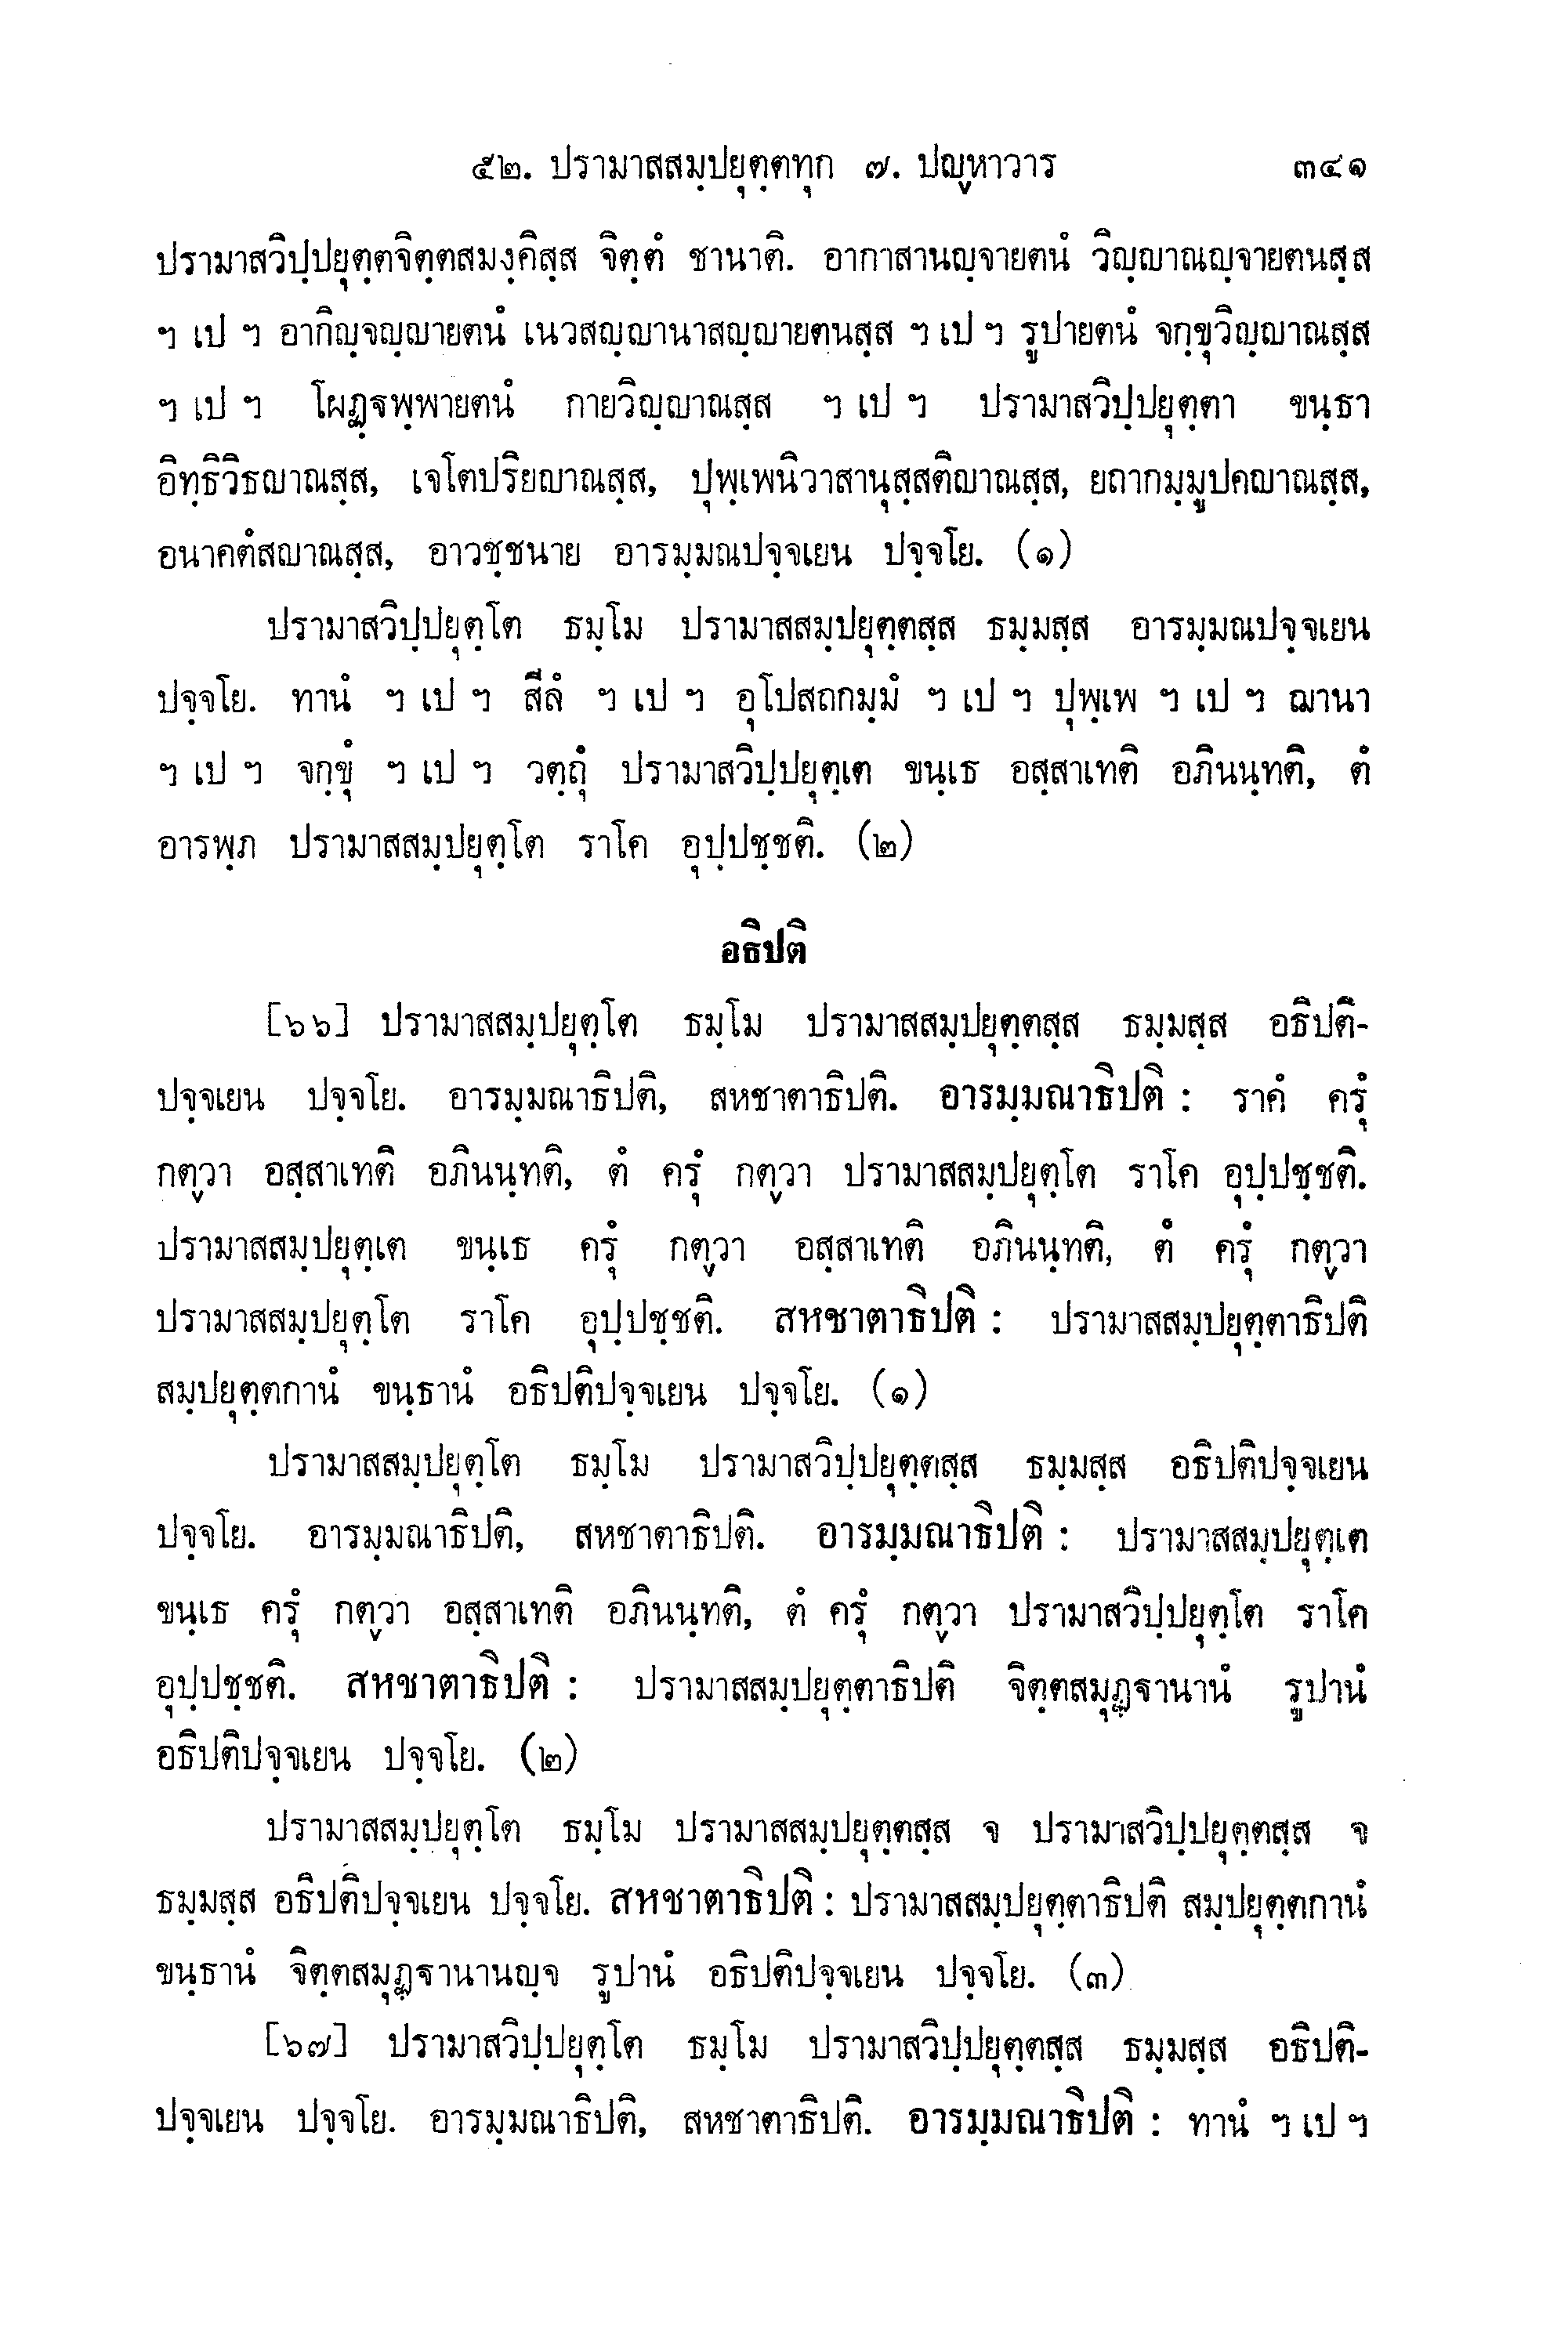 ๕๒. ปรามาสสมฺปยุตฺตทุก ๗. ปญฺหาวาร ๓๔๑
ปรามาสวิปฺปยุตฺตจิตฺตสมงฺคิสฺส จิตฺตํ ชานาติ. อากาสานญฺจายตนํ วิญฺญาณญฺจายตนสฺส
ฯ เป ฯ อากิญฺจญฺญายตนํ เนวสญฺญานาสญฺญายตนสฺส ฯ เป ฯ รูปายตนํ จกฺขุวิญฺญาณสฺส
ฯ เป ฯ โผฏฺฐพฺพายตนํ กายวิญฺญาณสฺส ฯ เป ฯ ปรามาสวิปฺปยุตฺตา ขนฺธา
อิทฺธิวิธญาณสฺส, เจโตปริยญาณสฺส, ปุพฺเพนิวาสานุสฺสติญาณสฺส, ยถากมฺมูปคญาณสฺส,
อนาคตํสญาณสฺส, อาวชฺชนาย อารมฺมณปจฺจเยน ปจฺจโย. (๑)
ปรามาสวิปฺปยุตฺโต ธมฺโม ปรามาสสมฺปยุตฺตสฺส ธมฺมสฺส อารมฺมณปจฺจเยน
ปจฺจโย. ทานํ ฯ เป ฯ สีลํ ฯ เป ฯ อุโปสถกมฺมํ ฯ เป ฯ ปุพฺเพ ฯ เป ฯ ฌานา
ฯ เป ฯ จกฺขุํ ฯ เป ฯ วตฺถุํ ปรามาสวิปฺปยุตฺเต ขนฺเธ อสฺสาเทติ อภินนฺทติ, ตํ
อารพฺภ ปรามาสสมฺปยุตฺโต ราโค อุปฺปชฺชติ. (๒)
อธิปติ
[๖๖] ปรามาสสมฺปยุตฺโต ธมฺโม ปรามาสสมฺปยุตฺตสฺส ธมฺมสฺส อธิปติ-
ปจฺจเยน ปจฺจโย. อารมฺมณาธิปติ, สหชาตาธิปติ. อารมฺมณาธิปติ : ราคํ ครุํ
กตฺวา อสฺสาเทติ อภินนฺทติ, ตํ ครุํ กตฺวา ปรามาสสมฺปยุตฺโต ราโค อุปฺปชฺชติ.
ปรามาสสมฺปยุตฺเต ขนฺเธ ครุํ กตฺวา อสฺสาเทติ อภินนฺทติ, ตํ ครุํ กตฺวา
ปรามาสสมฺปยุตฺโต ราโค อุปฺปชฺชติ. สหชาตาธิปติ : ปรามาสสมฺปยุตฺตาธิปติ
สมฺปยุตฺตกานํ ขนฺธานํ อธิปติปจฺจเยน ปจฺจโย. (๑)
ปรามาสสมฺปยุตฺโต ธมฺโม ปรามาสวิปฺปยุตฺตสฺส ธมฺมสฺส อธิปติปจฺจเยน
ปจฺจโย. อารมฺมณาธิปติ, สหชาตาธิปติ. อารมฺมณาธิปติ : ปรามาสสมฺปยุตฺเต
ขนฺเธ ครุํ กตฺวา อสฺสาเทติ อภินนฺทติ, ตํ ครุํ กตฺวา ปรามาสวิปฺปยุตฺโต ราโค
อุปฺปชฺชติ. สหชาตาธิปติ : ปรามาสสมฺปยุตฺตาธิปติ จิตฺตสมุฏฺฐานานํ รูปานํ
อธิปติปจฺจเยน ปจฺจโย. (๒)
ปรามาสสมฺปยุตฺโต ธมฺโม ปรามาสสมฺปยุตฺตสฺส จ ปรามาสวิปฺปยุตฺตสฺส จ
ธมฺมสฺส อธิปติปจฺจเยน ปจฺจโย. สหชาตาธิปติ : ปรามาสสมฺปยุตฺตาธิปติ สมฺปยุตฺตกานํ
ขนฺธานํ จิตฺตสมุฏฺฐานานญฺจ รูปานํ อธิปติปจฺจเยน ปจฺจโย. (๓)
[๖๗] ปรามาสวิปฺปยุตฺโต ธมฺโม ปรามาสวิปฺปยุตฺตสฺส ธมฺมสฺส อธิปติ-
ปจฺจเยน ปจฺจโย. อารมฺมณาธิปติ, สหชาตาธิปติ. อารมฺมณาธิปติ : ทานํ ฯ เป ฯ